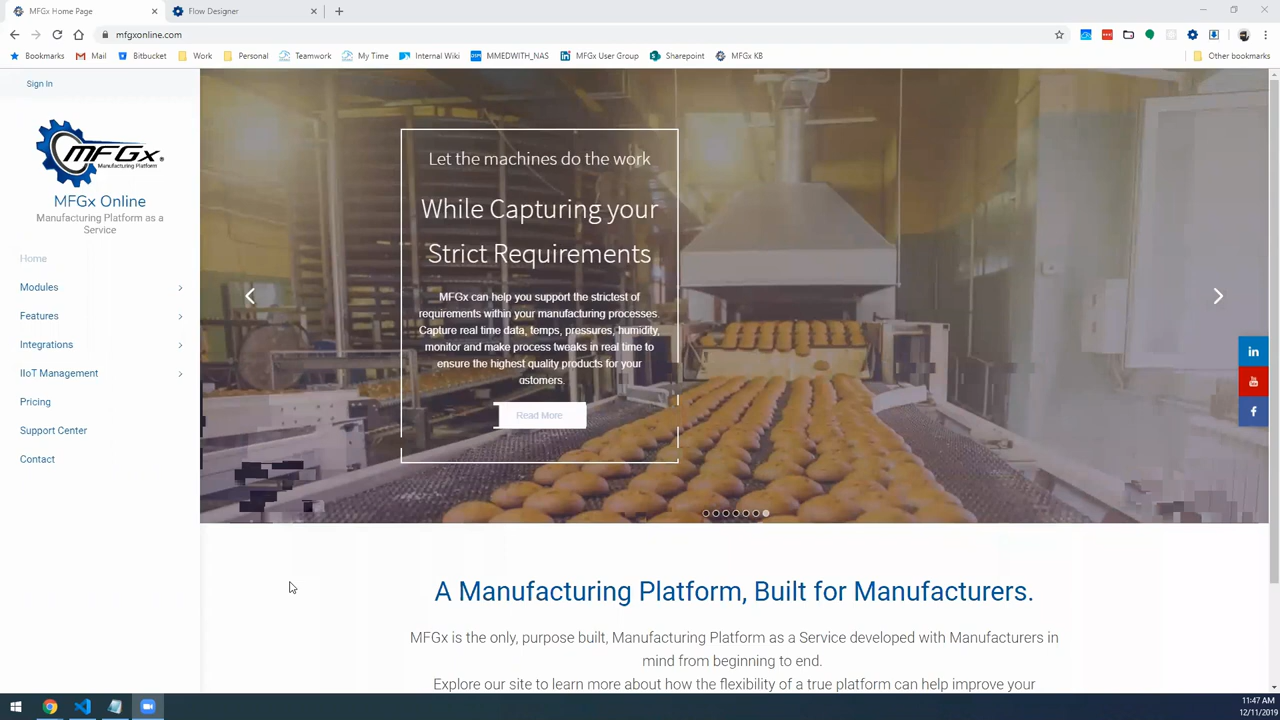 MFGx Home Page
Flow Designer
mfgxonline.com
Bookmarks
Mail
Bitbucket
Work
Personal
Teamwork
My Time
Internal Wiki
MMEDWITH_NAS
MFGx User Group
Sharepoint
MFGx KB
Other bookmarks
Sign In
MFGx
Manufacturing Platform
MFGx Online
Manufacturing Platform as a
Service
Home
Modules
Features
Integrations
IIoT Management
Pricing
Support Center
Contact
Let the machines do the work
While Capturing your
Strict Requirements
MFGx can help you support the strictest of
requirements within your manufacturing processes.
Capture real time data, temps, pressures, humidity,
monitor and make process tweaks in real time to
ensure the highest quality products for your
Read More
in
You
Tube
f
A Manufacturing Platform, Built for Manufacturers.
MFGx is the only, purpose built, Manufacturing Platform as a Service developed with Manufacturers in
mind from beginning to end.
Explore our site to learn more about how the flexibility of a true platform can help improve your
11:47 AM
12/11/2019